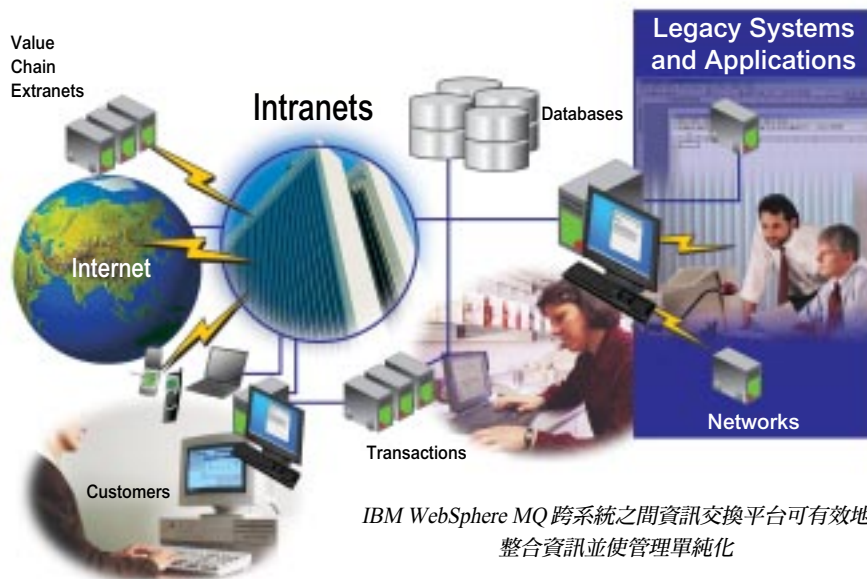 Value
Chain
Extranets
Intranets
Databases
Legacy Systems
and Applications
Internet
Customers
Transactions
Networks
IBM WebSphere MQ 跨系統之間資訊交換平台可有效地
整合資訊並使管理單純化